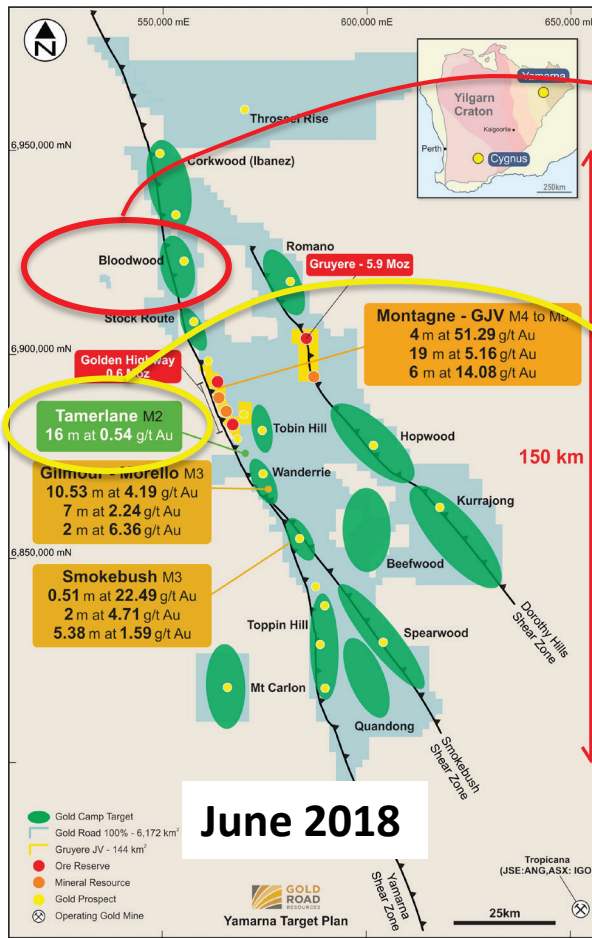 550,000 mE
600,000 mE
650,000 m
N
Yamarna
Yilgarn
Craton
Kalgoorlie
Perth
Cygnus
250km
Throssel Rise
6,950,000 mN
Corkwood (Ibanez)
Bloodwood
Romano
Gruyere - 5.9 Moz
Stock Route
Montagne - GJV M4 to M5
4 m at 51.29 g/t Au
19 m at 5.16 g/t Au
6 m at 14.08 g/t Au
6,900,000 mN
Golden Highway
0.6 Moz
Tamerlane M2
16 m at 0.54 g/t Au
Tobin Hill
Hopwood
150 km
Gilmour - Morello M3
10.53 m at 4.19 g/t Au
7 m at 2.24 g/t Au
2 m at 6.36 g/t Au
Wanderrie
Kurrajong
6,850,000 mN
Beefwood
Smokebush M3
0.51 m at 22.49 g/t Au
2 m at 4.71 g/t Au
5.38 m at 1.59 g/t Au
Dorothy Hills
Shear Zone
Toppin Hill
Spearwood
Mt Carlon
Quandong
Smokebush
Shear Zone
June 2018
Gold Camp Target
Gold Road 100% - 6,172 km²
Gruyere JV - 144 km²
Ore Reserve
Mineral Resource
Gold Prospect
Operating Gold Mine
GOLD
ROAD
RESOURCES
Yamarna Target Plan
Yamarna
Shear Zone
Tropicana
(JSE:ANG,ASX: IGO
25km